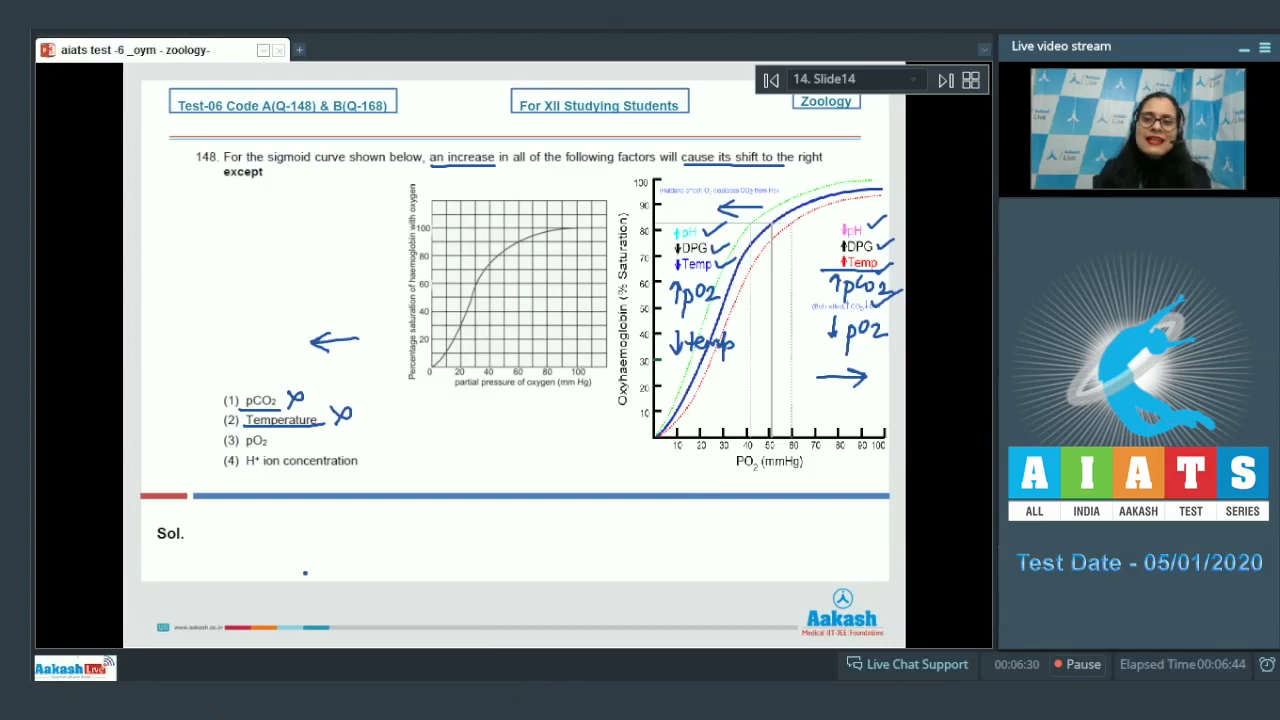 aiats test -6 _oym - zoology-
Live video stream
14. Slide14
Test-06 Code A(Q-148) & B(Q-168)
For XII Studying Students
Zoology
148. For the sigmoid curve shown below, an increase in all of the following factors will cause its shift to the right
except
Percentage saturation of haemoglobin with oxygen
100
80
60
40
20
0 20 40 60 80 100
partial pressure of oxygen (mm Hg)
Oxyhaemoglobin (% Saturation)
100
90
80
70
60
50
40
30
20
10
10 20 30 40 50 60 70 80 90 100
PO2 (mmHg)
↑pH
↓DPG
↓Temp
↑pO2
↓temp
↓pH
↑DPG
↑Temp
↑pCO2
↓pO2
(1) pCO2
(2) Temperature
(3) pO2
(4) H+ ion concentration
Sol.
www.aakash.ac.in
Aakash
Medical|IIT-JEE|Foundations
AIATS
ALL INDIA AAKASH TEST SERIES
Test Date - 05/01/2020
Aakash Live
Live Chat Support
00:06:30
Pause
Elapsed Time 00:06:44